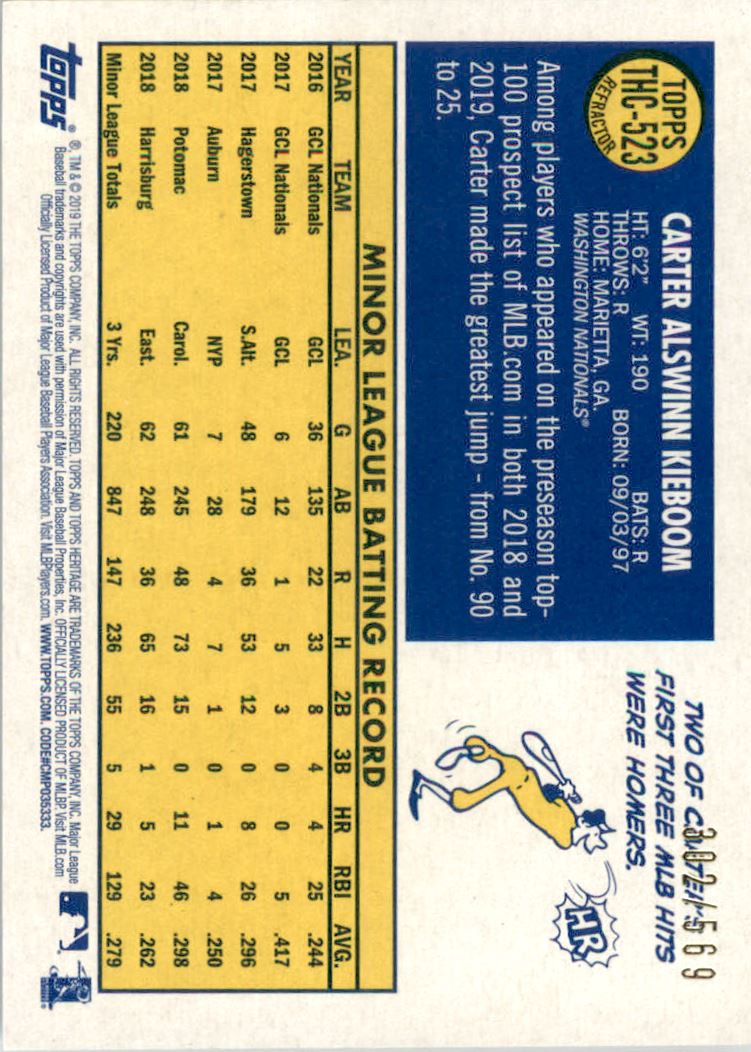 TOPPS
THC-523
REFRACTOR
CARTER ALSWINN KIEBOOM
HT: 6'2" WT: 190 BATS: R
THROWS: R BORN: 09/03/97
HOME: MARIETTA, GA.
WASHINGTON NATIONALS®
Among players who appeared on the preseason top-
100 prospect list of MLB.com in both 2018 and
2019, Carter made the greatest jump - from No. 90
to 25.
302/569
TWO OF CARTER'S
FIRST THREE MLB HITS
WERE HOMERS.
HR
MINOR LEAGUE BATTING RECORD
YEAR TEAM LEA. G AB R H 2B 3B HR RBI AVG.
2016 GCL Nationals GCL 36 135 22 33 8 4 4 25 .244
2017 GCL Nationals GCL 6 12 1 5 3 0 0 5 .417
2017 Hagerstown S.Atl. 48 179 36 53 12 0 8 26 .296
2017 Auburn NYP 7 28 4 7 1 0 1 4 .250
2018 Potomac Carol. 61 245 48 73 15 0 11 46 .298
2018 Harrisburg East. 62 248 36 65 16 1 5 23 .262
Minor League Totals 3 Yrs. 220 847 147 236 55 5 29 129 .279
topps®
®, TM & © 2019 THE TOPPS COMPANY, INC. ALL RIGHTS RESERVED. TOPPS AND TOPPS HERITAGE ARE TRADEMARKS OF THE TOPPS COMPANY, INC. Major League
Baseball trademarks and copyrights are used with permission of Major League Baseball Properties, Inc. OFFICIALLY LICENSED PRODUCT OF MLBP Visit MLB.com
Officially Licensed Product of Major League Baseball Players Association. Visit MLBPlayers.com. WWW.TOPPS.COM. CODE#CMP035333.